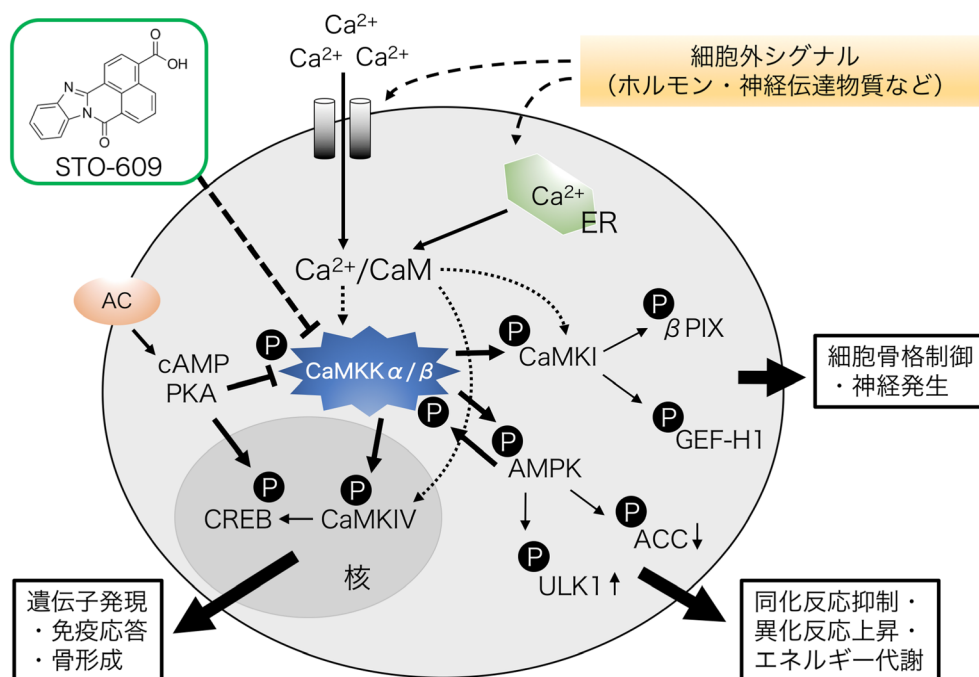 O
OH
N
N
O
STO-609
Ca²⁺
Ca²⁺ Ca²⁺
細胞外シグナル
（ホルモン・神経伝達物質など）
Ca²⁺
ER
Ca²⁺/CaM
AC
cAMP
PKA
P
CaMKK α/β
P
P
CaMKI
P
βPIX
P
GEF-H1
細胞骨格制御
・神経発生
P
AMPK
P
CREB
P
CaMKIV
核
P
ULK1↑
P
ACC↓
遺伝子発現
・免疫応答
・骨形成
同化反応抑制・
異化反応上昇・
エネルギー代謝